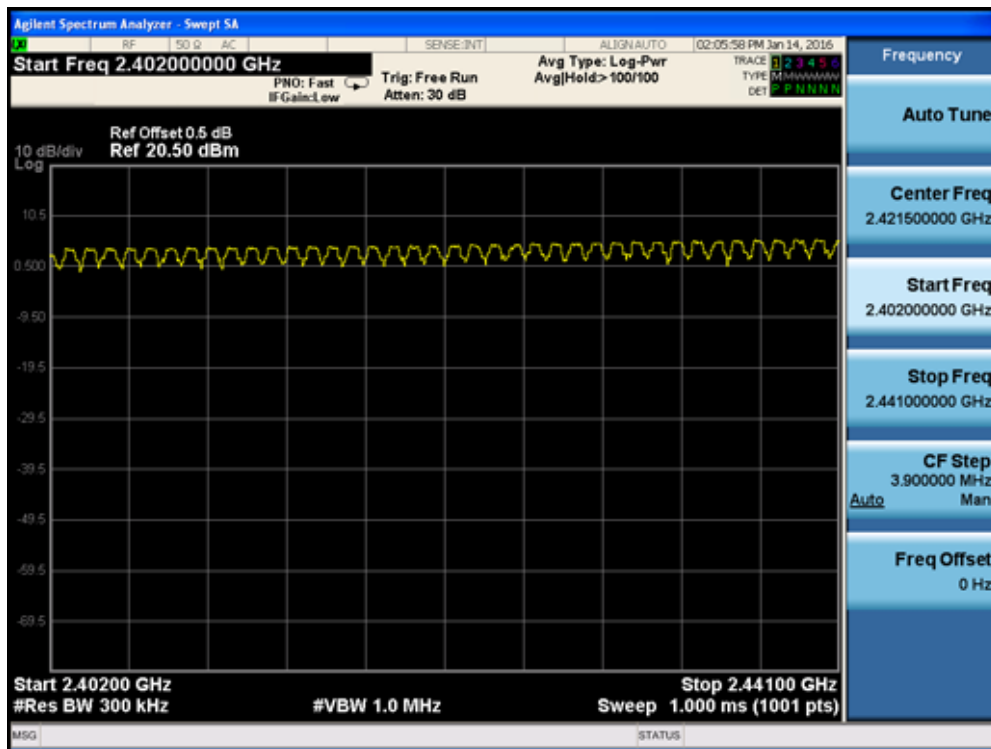 Agilent Spectrum Analyzer - Swept SA
RF 50 Ω AC SENSE:INT ALIGNAUTO 02:05:58 PM Jan 14, 2016
Start Freq 2.402000000 GHz
PNO: Fast
IFGain:Low
Trig: Free Run
Atten: 30 dB
Avg Type: Log-Pwr
Avg|Hold:>100/100
TRACE 1 2 3 4 5 6
TYPE
DET P P N N N N
Ref Offset 0.5 dB
10 dB/div Ref 20.50 dBm
Log
10.5
0.500
-9.50
-19.5
-29.5
-39.5
-49.5
-59.5
-69.5
Start 2.40200 GHz Stop 2.44100 GHz
#Res BW 300 kHz #VBW 1.0 MHz Sweep 1.000 ms (1001 pts)
MSG STATUS
Frequency
Auto Tune
Center Freq
2.421500000 GHz
Start Freq
2.402000000 GHz
Stop Freq
2.441000000 GHz
CF Step
3.900000 MHz
Auto Man
Freq Offset
0 Hz